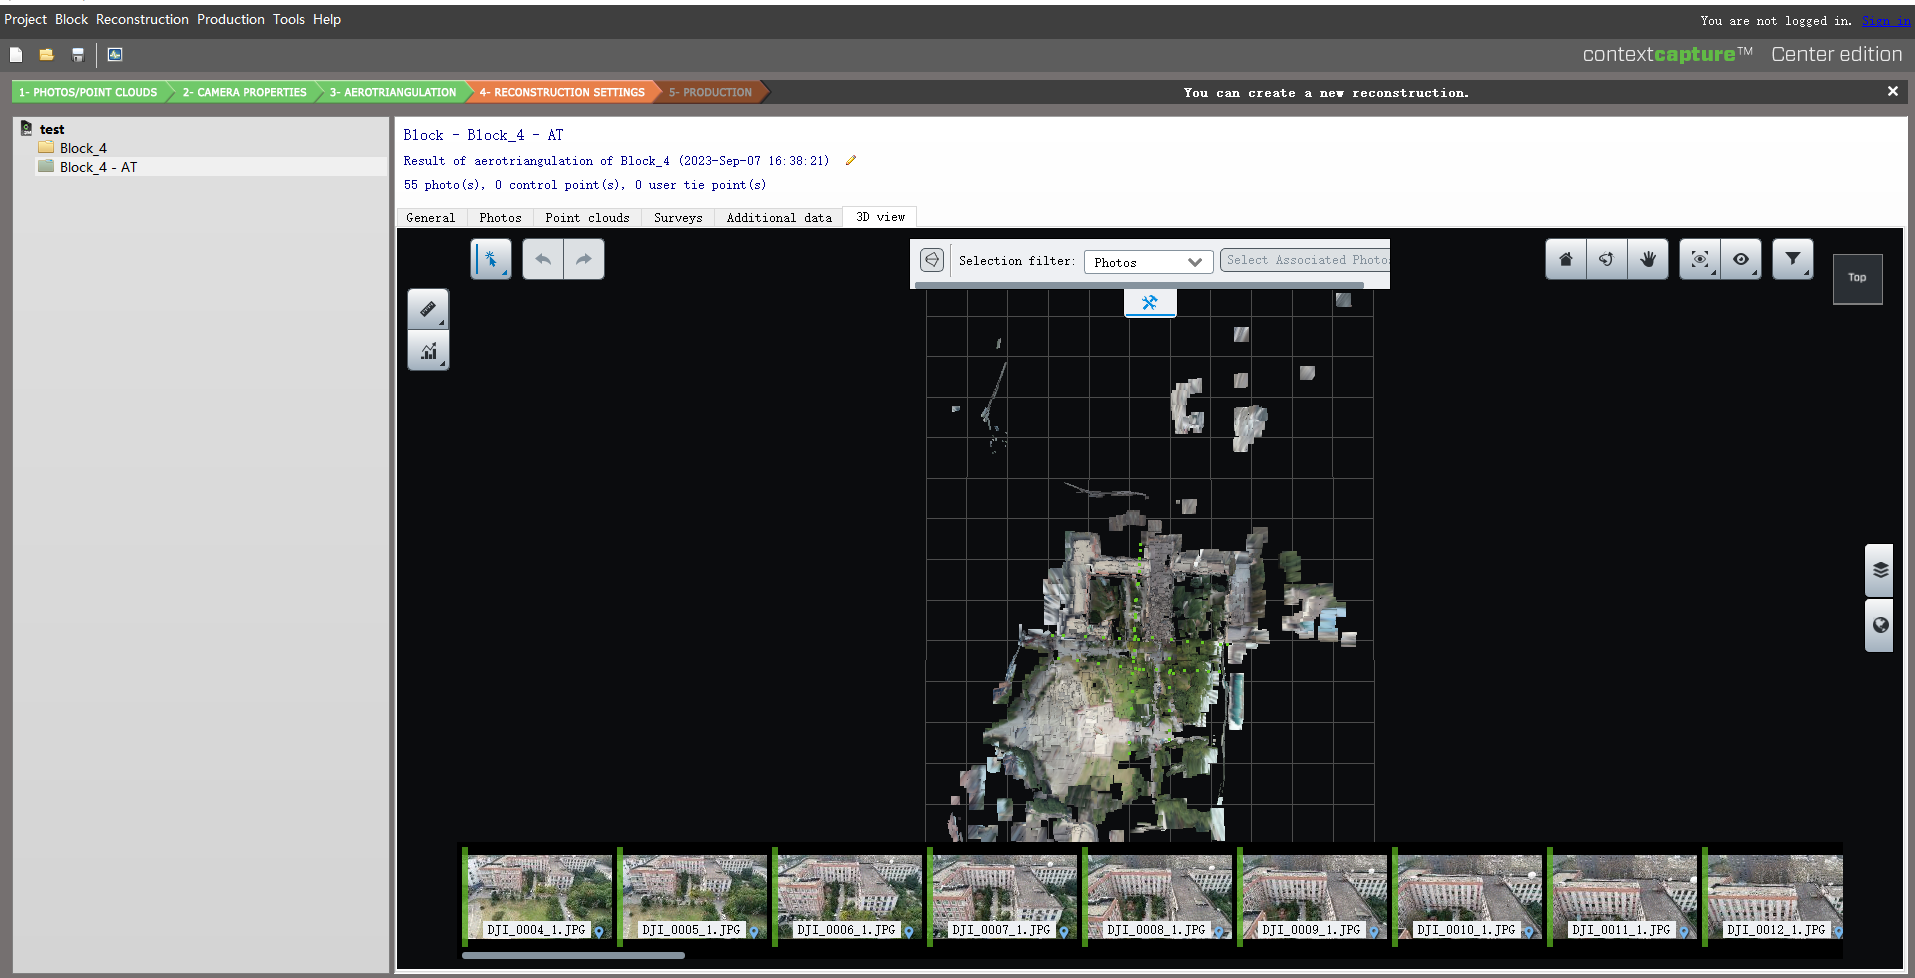 Project Block Reconstruction Production Tools Help
You are not logged in. Sign in
contextcapture™ Center edition
1- PHOTOS/POINT CLOUDS 2- CAMERA PROPERTIES 3- AEROTRIANGULATION 4- RECONSTRUCTION SETTINGS 5- PRODUCTION
You can create a new reconstruction.
test
Block_4
Block_4 - AT
Block - Block_4 - AT
Result of aerotriangulation of Block_4 (2023-Sep-07 16:38:21)
55 photo(s), 0 control point(s), 0 user tie point(s)
General Photos Point clouds Surveys Additional data 3D view
Selection filter: Photos Select Associated Photo
Top
DJI_0004_1.JPG DJI_0005_1.JPG DJI_0006_1.JPG DJI_0007_1.JPG DJI_0008_1.JPG DJI_0009_1.JPG DJI_0010_1.JPG DJI_0011_1.JPG DJI_0012_1.JPG